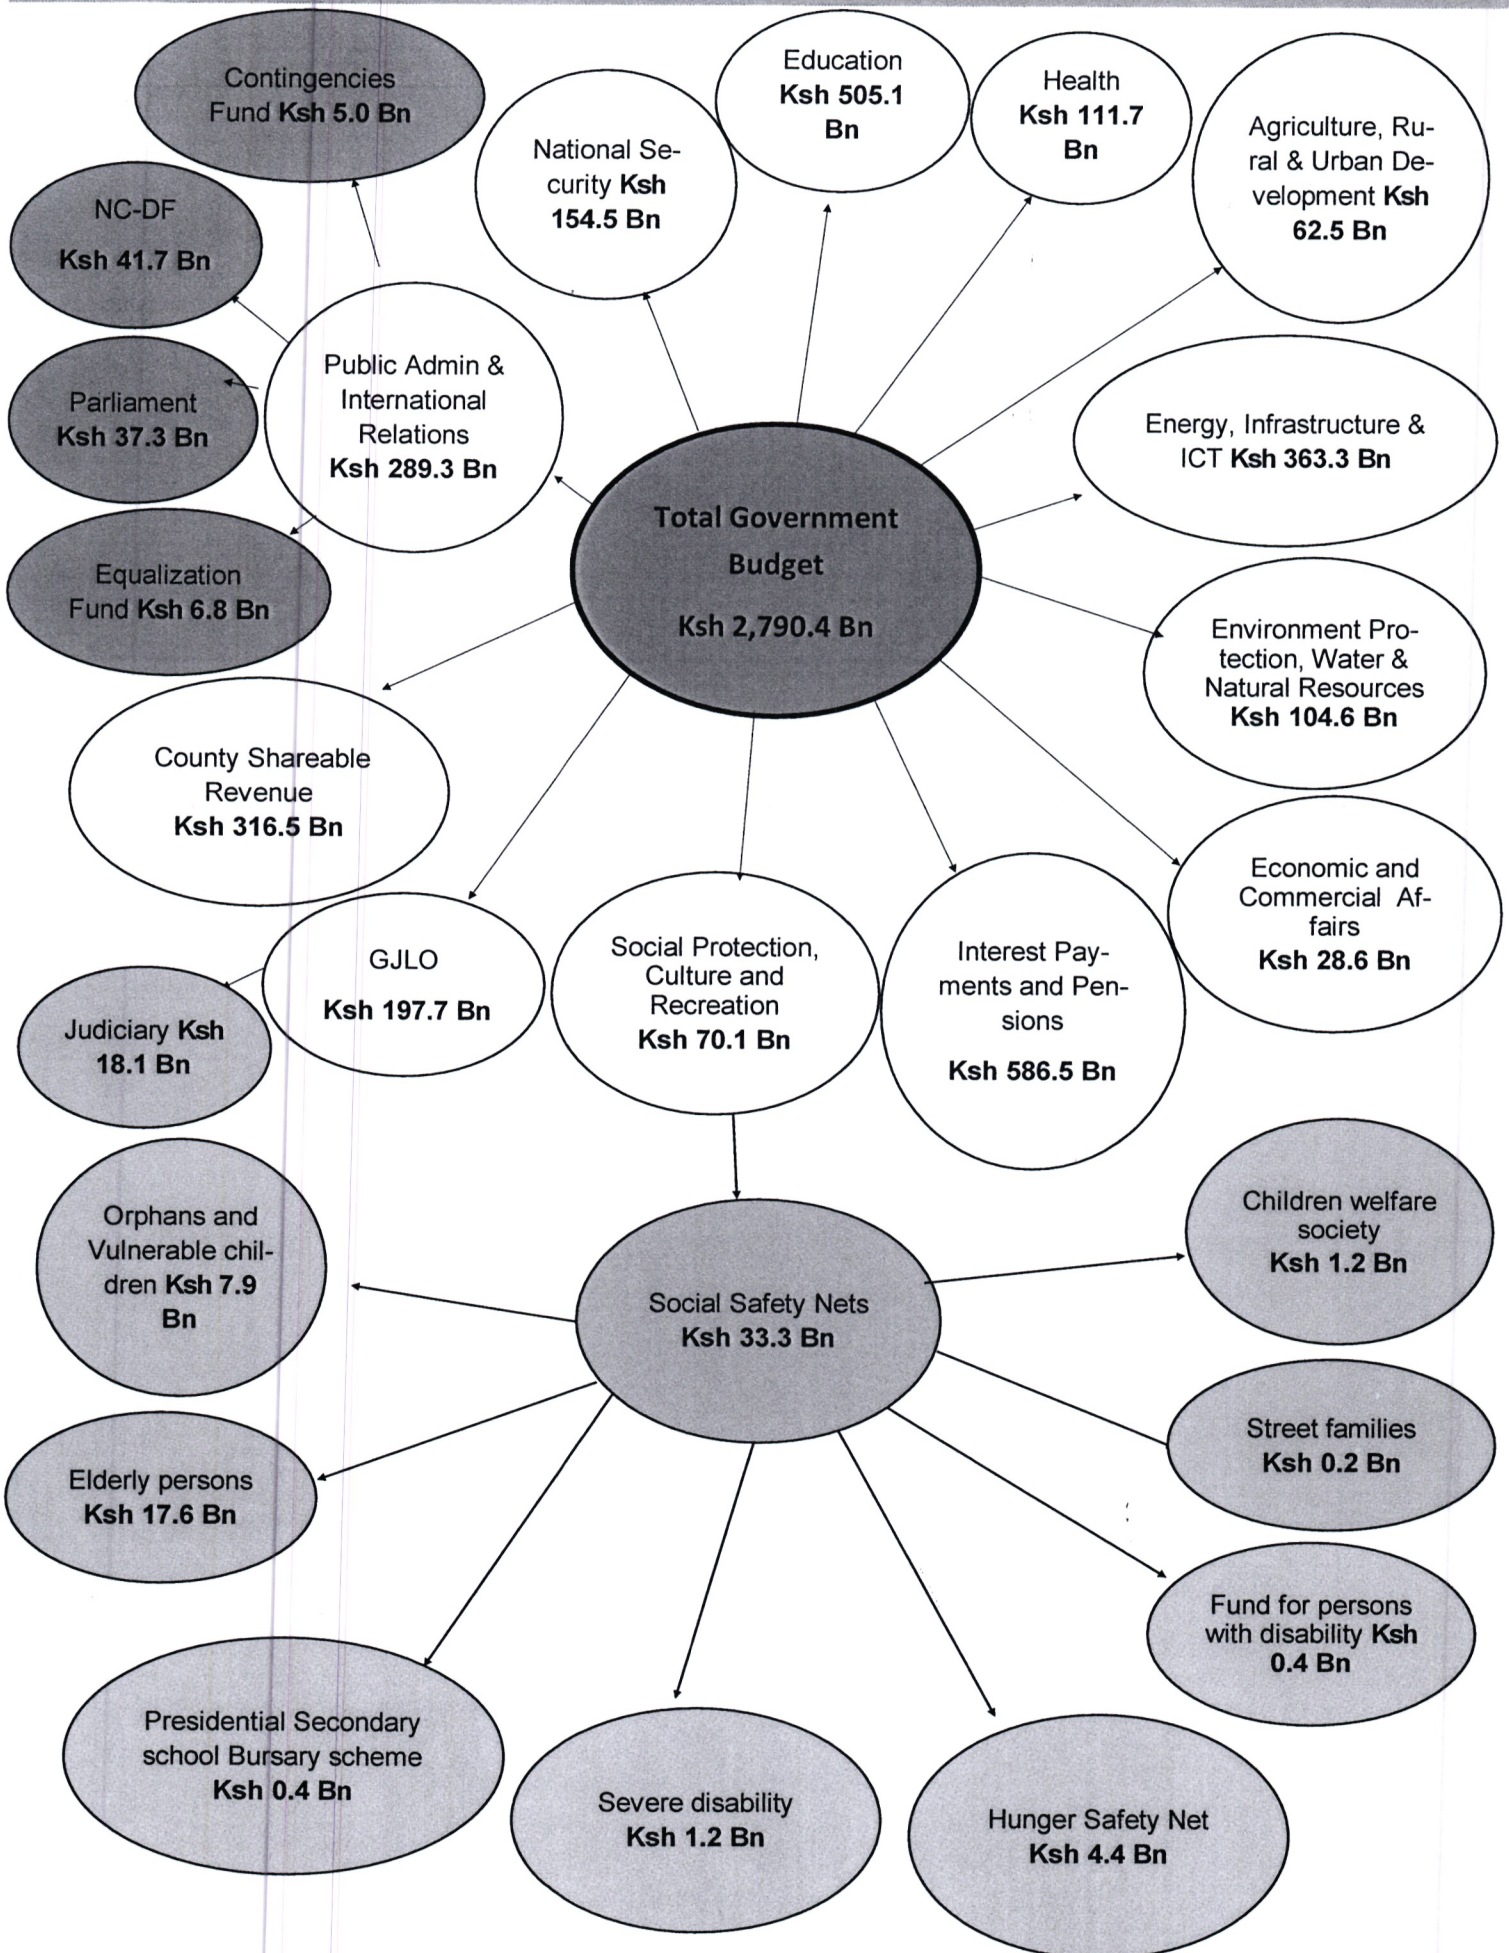 Contingencies
Fund Ksh 5.0 Bn
Education
Ksh 505.1
Bn
Health
Ksh 111.7
Bn
National Se-
curity Ksh
154.5 Bn
Agriculture, Ru-
ral & Urban De-
velopment Ksh
62.5 Bn
NC-DF
Ksh 41.7 Bn
Public Admin &
International
Relations
Ksh 289.3 Bn
Parliament
Ksh 37.3 Bn
Energy, Infrastructure &
ICT Ksh 363.3 Bn
Total Government
Budget
Ksh 2,790.4 Bn
Equalization
Fund Ksh 6.8 Bn
Environment Pro-
tection, Water &
Natural Resources
Ksh 104.6 Bn
County Shareable
Revenue
Ksh 316.5 Bn
Economic and
Commercial Af-
fairs
Ksh 28.6 Bn
GJLO
Ksh 197.7 Bn
Social Protection,
Culture and
Recreation
Ksh 70.1 Bn
Interest Pay-
ments and Pen-
sions
Ksh 586.5 Bn
Judiciary Ksh
18.1 Bn
Orphans and
Vulnerable chil-
dren Ksh 7.9
Bn
Social Safety Nets
Ksh 33.3 Bn
Children welfare
society
Ksh 1.2 Bn
Elderly persons
Ksh 17.6 Bn
Street families
Ksh 0.2 Bn
Fund for persons
with disability Ksh
0.4 Bn
Presidential Secondary
school Bursary scheme
Ksh 0.4 Bn
Severe disability
Ksh 1.2 Bn
Hunger Safety Net
Ksh 4.4 Bn